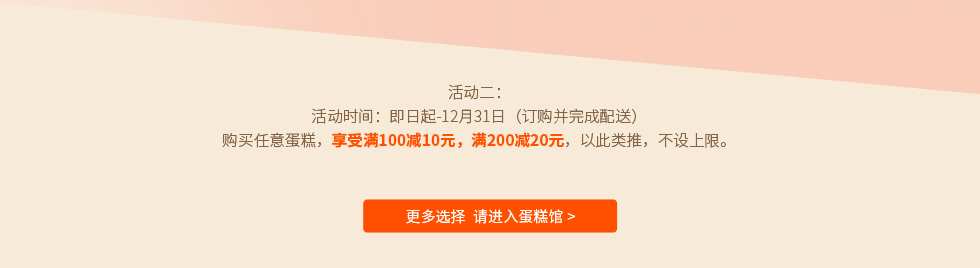 活动二：
活动时间：即日起-12月31日（订购并完成配送）
购买任意蛋糕，享受满100减10元，满200减20元，以此类推，不设上限。
更多选择 请进入蛋糕馆 >